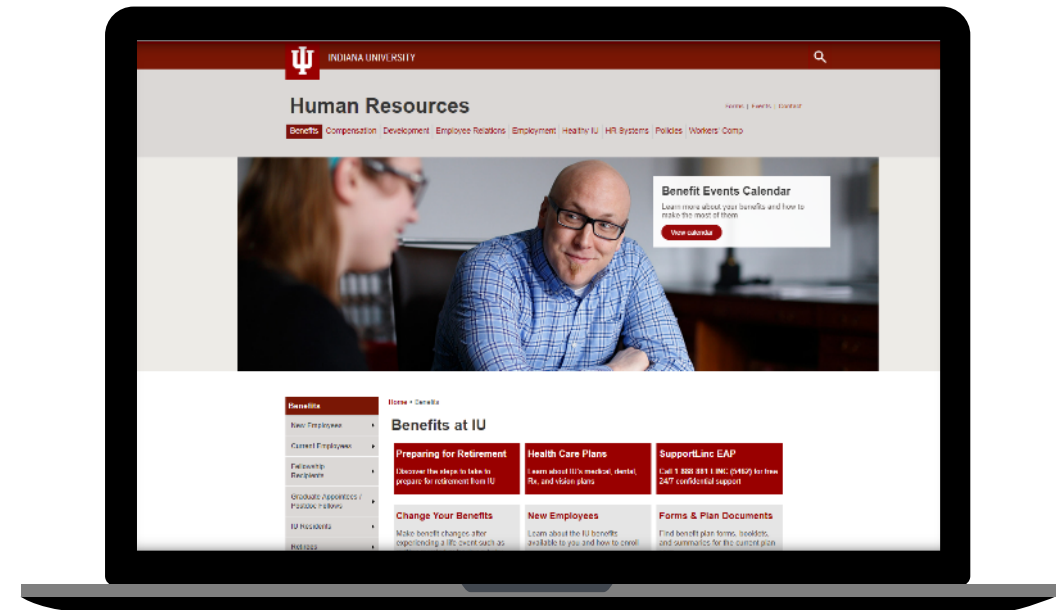 INDIANA UNIVERSITY
Human Resources
Forms | Events | Contact
Benefits Compensation Development Employee Relations Employment Healthy IU HR Systems Policies Workers' Comp
Benefit Events Calendar
Learn more about your benefits and how to
make the most of them
View calendar
Home • Benefits
Benefits
Benefits at IU
New Employees
Current Employees
Fellowship
Recipients
Graduate Appointees /
Postdoc Fellows
IU Residents
Retirees
Preparing for Retirement
Discover the steps to take to
prepare for retirement from IU
Health Care Plans
Learn about IU's medical, dental,
Rx, and vision plans
SupportLinc EAP
Call 1-888-881-LINC (5462) for free
24/7 confidential support
Change Your Benefits
Make benefit changes after
experiencing a life event such as
New Employees
Learn about the IU benefits
available to you and how to enroll
Forms & Plan Documents
Find benefit plan forms, booklets,
and summaries for the current plan